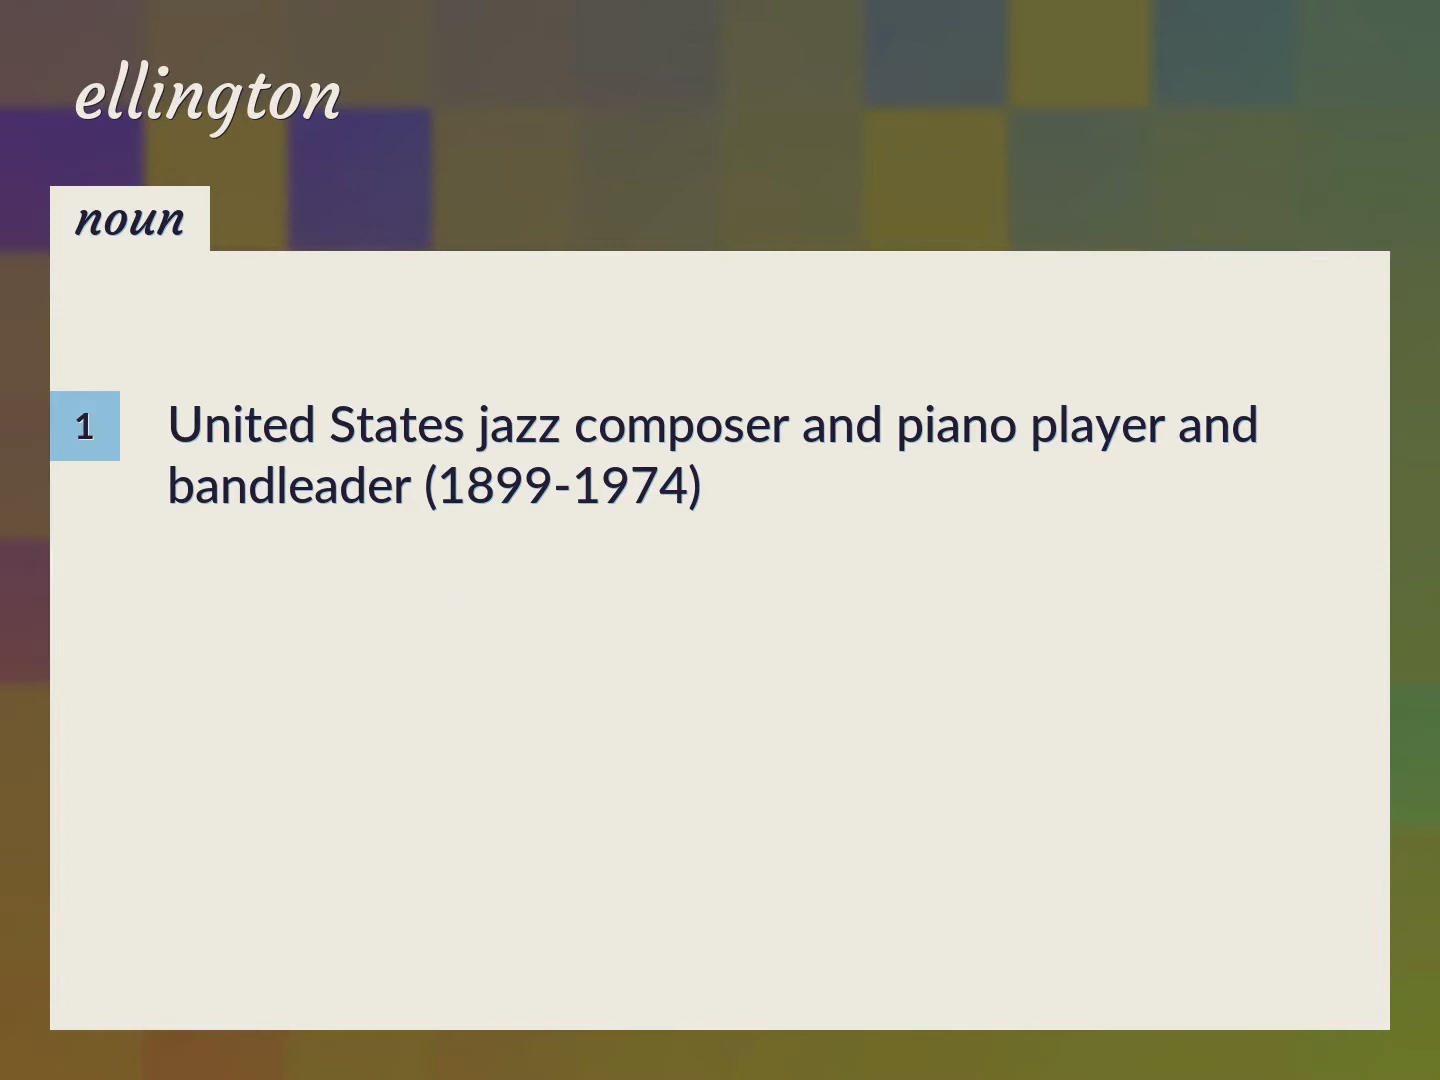 ellington
noun
1 United States jazz composer and piano player and
bandleader (1899-1974)